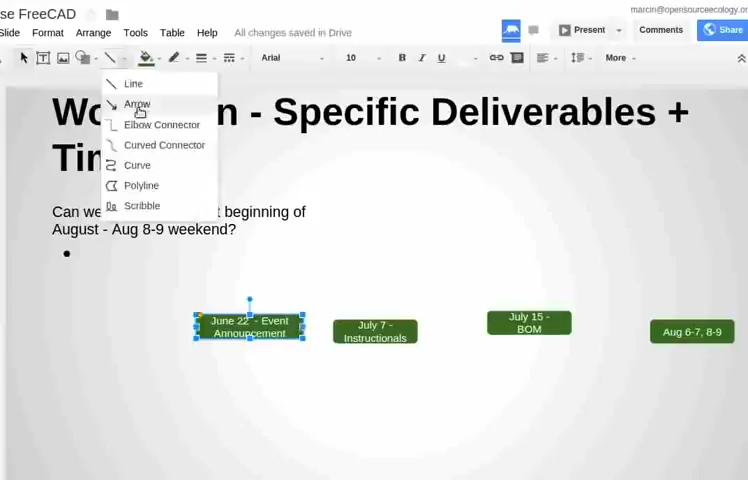 se FreeCAD
marcin@opensourceecology.or
Slide Format Arrange Tools Table Help All changes saved in Drive
Present Comments Share
Arial 10 B I U More
Line
Arrow
Elbow Connector
Curved Connector
Curve
Polyline
Scribble
n - Specific Deliverables +
Can we beginning of
August - Aug 8-9 weekend?
June 22 - Event
Announcement
July 7 -
Instructionals
July 15 -
BOM
Aug 6-7, 8-9